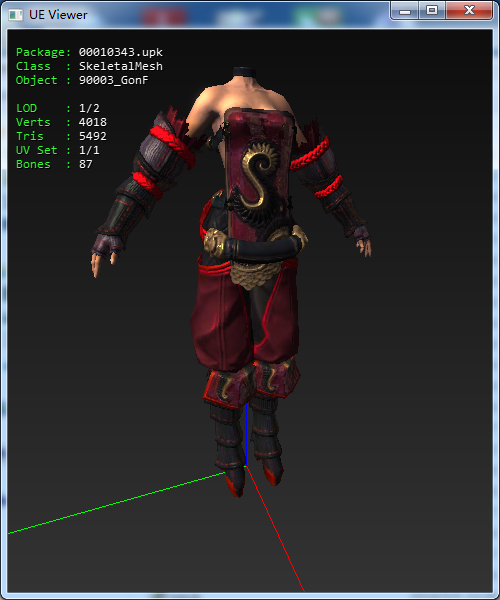 UE Viewer
Package: 00010343.upk
Class : SkeletalMesh
Object : 90003_GonF
LOD : 1/2
Verts : 4018
Tris : 5492
UV Set : 1/1
Bones : 87